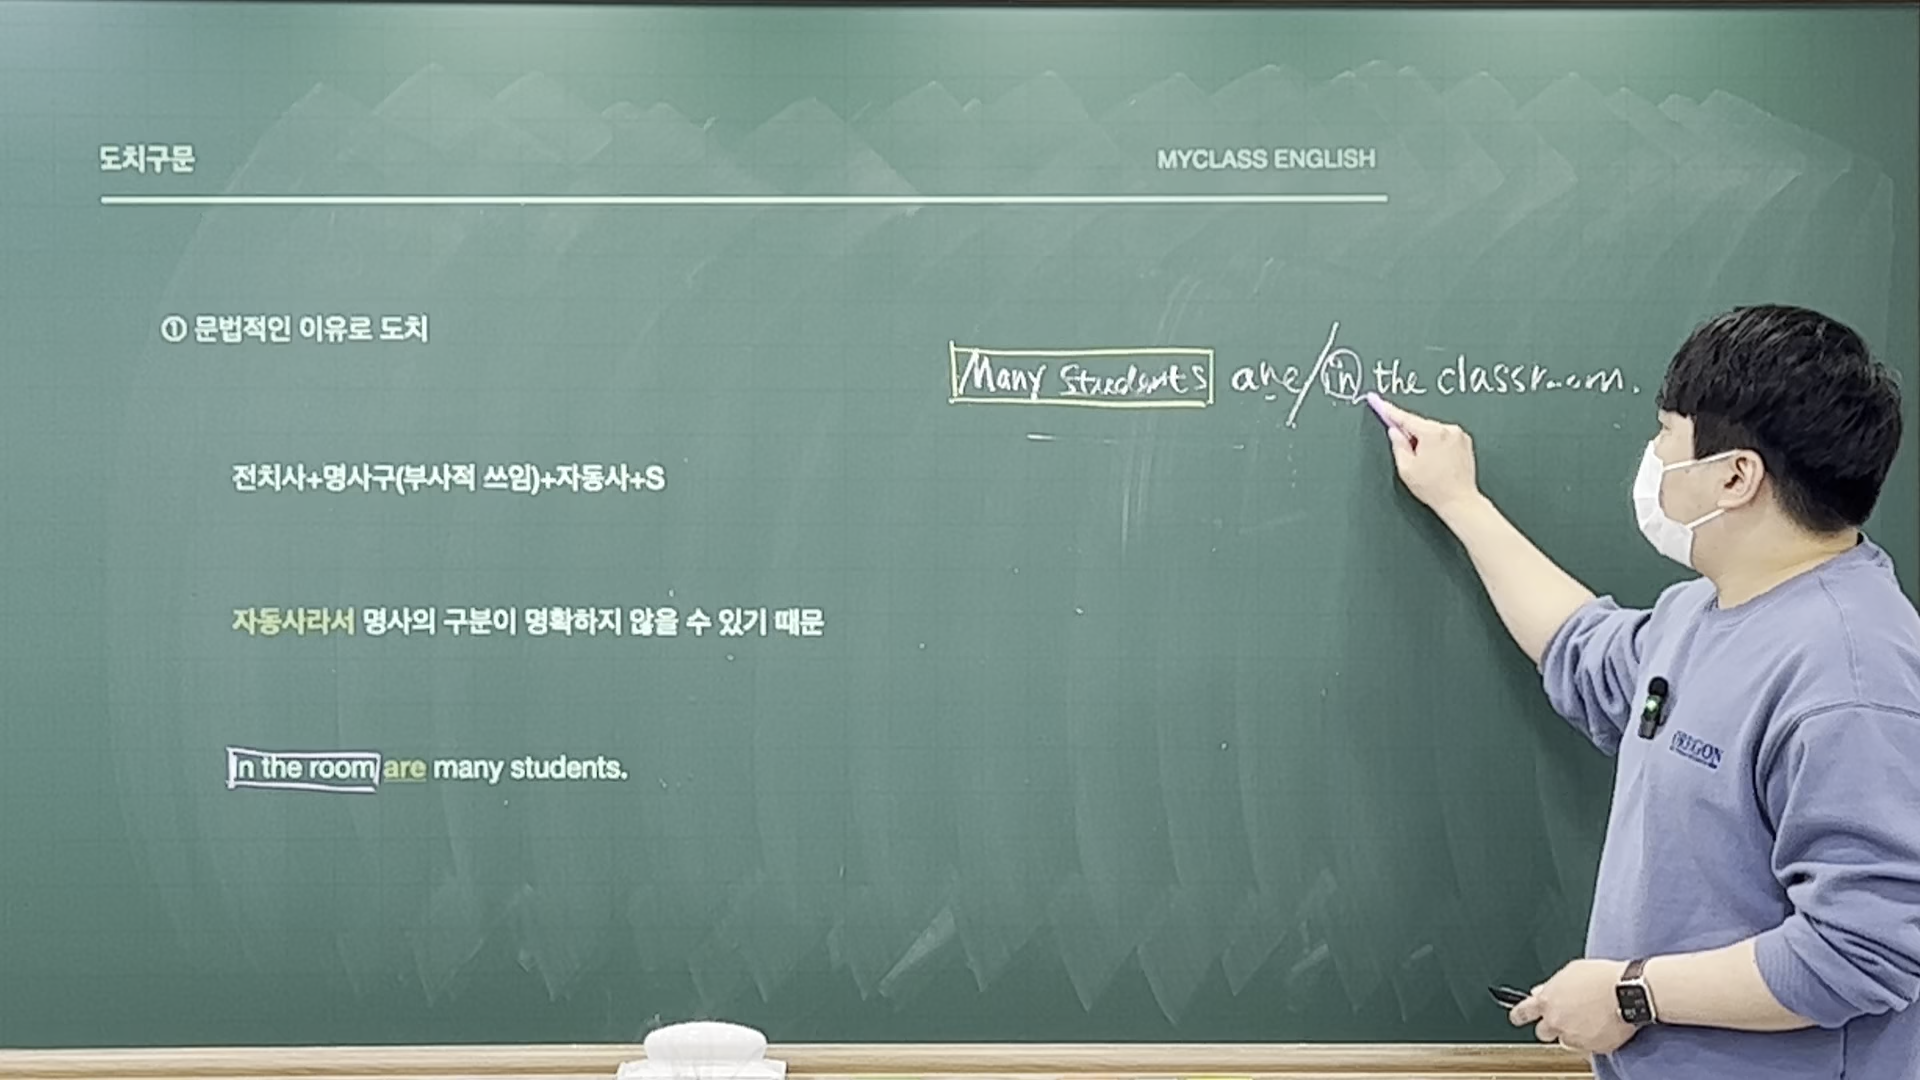 도치구문
MYCLASS ENGLISH
① 문법적인 이유로 도치
Many students are/in the classroom.
전치사+명사구(부사적 쓰임)+자동사+S
자동사라서 명사의 구분이 명확하지 않을 수 있기 때문
In the room are many students.
OREGON